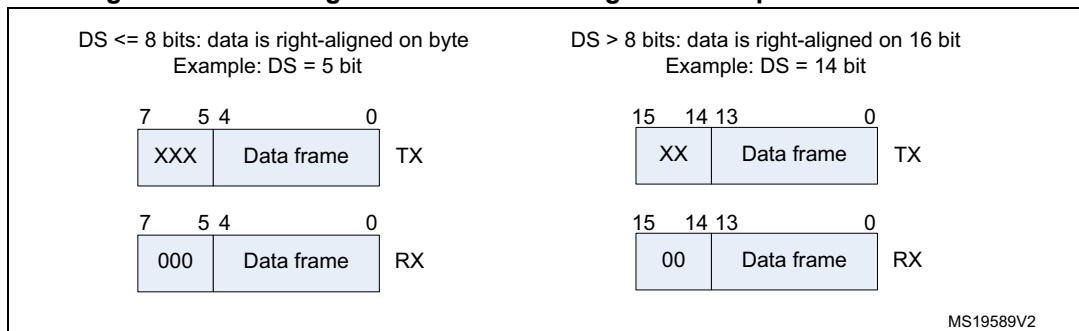 DS <= 8 bits: data is right-aligned on byte
Example: DS = 5 bit
DS > 8 bits: data is right-aligned on 16 bit
Example: DS = 14 bit
7 5 4 0
XXX Data frame TX
7 5 4 0
000 Data frame RX
15 14 13 0
XX Data frame TX
15 14 13 0
00 Data frame RX
MS19589V2